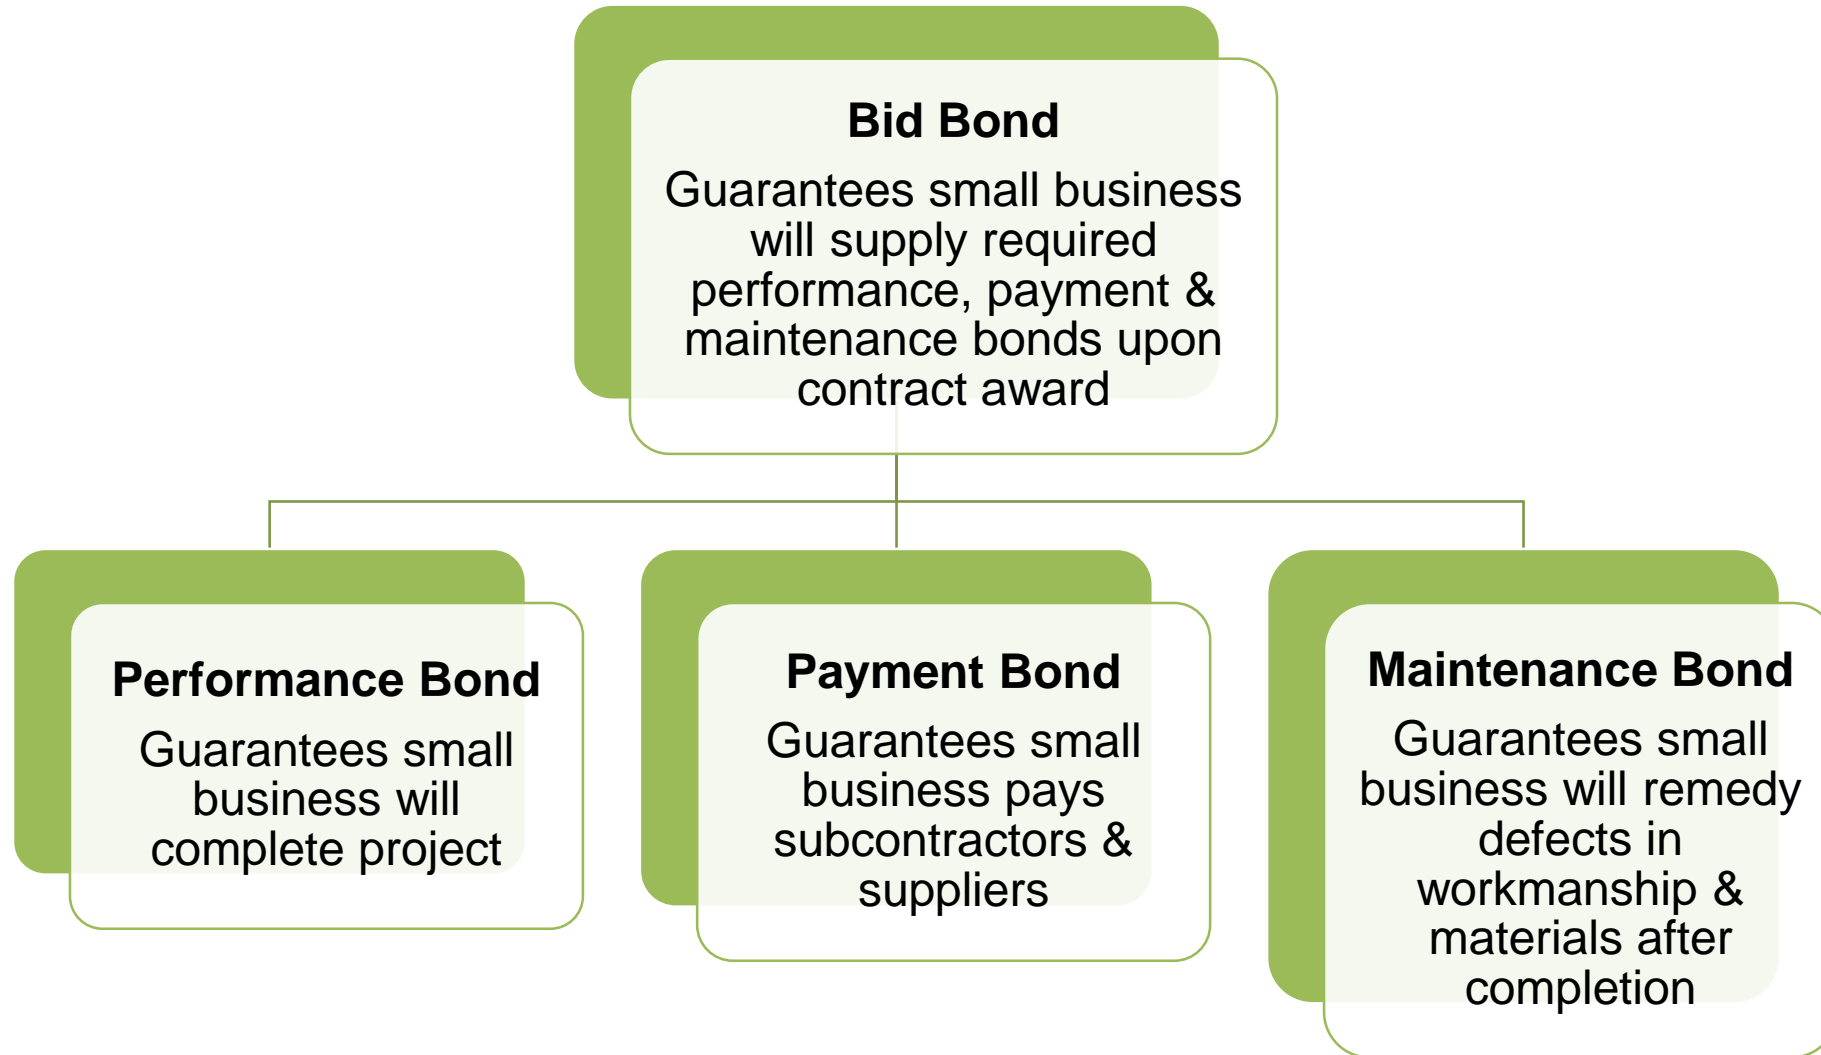 Bid Bond
Guarantees small business
will supply required
performance, payment &
maintenance bonds upon
contract award
Performance Bond
Guarantees small
business will
complete project
Payment Bond
Guarantees small
business pays
subcontractors &
suppliers
Maintenance Bond
Guarantees small
business will remedy
defects in
workmanship &
materials after
completion